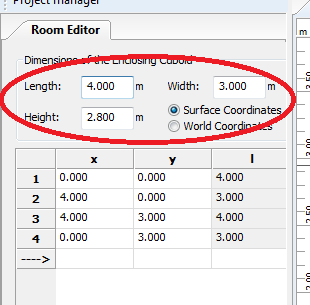 Project manager
Room Editor
Dimensions of the Enclosing Cuboid
Length: 4.000 m Width: 3.000 m
Height: 2.800 m Surface Coordinates
World Coordinates
x y l
1 0.000 0.000 4.000
2 4.000 0.000 3.000
3 4.000 3.000 4.000
4 0.000 3.000 3.000
---->
m